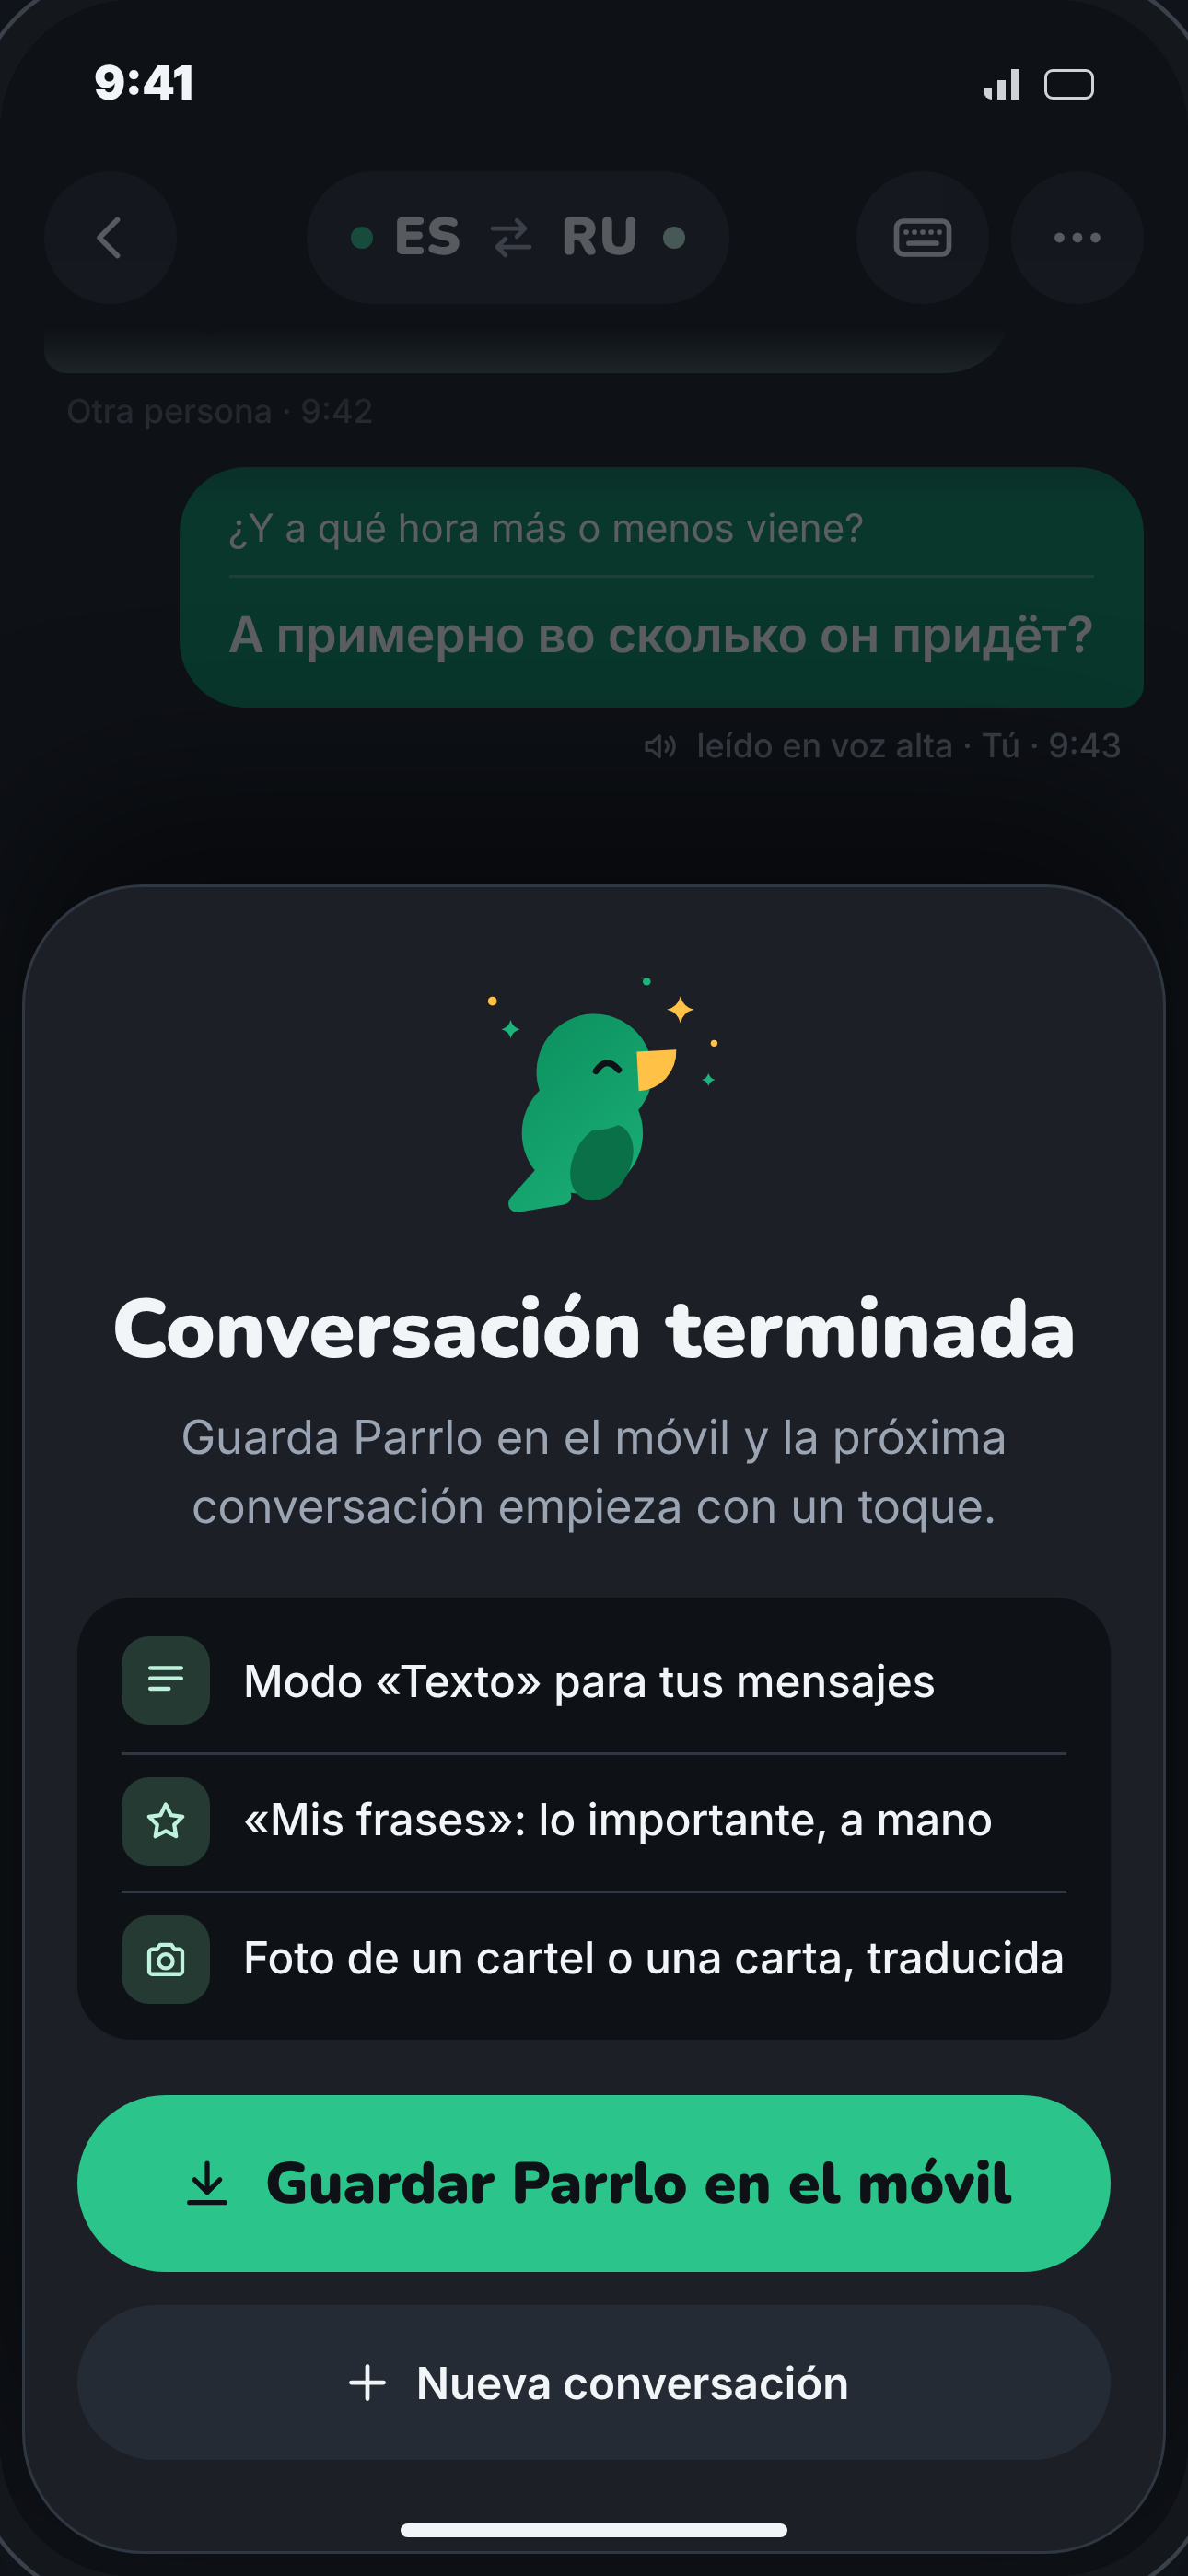 9:41
ES RU
Otra persona · 9:42
¿Y a qué hora más o menos viene?
А примерно во сколько он придёт?
leído en voz alta · Tú · 9:43
Conversación terminada
Guarda Parrlo en el móvil y la próxima
conversación empieza con un toque.
Modo «Texto» para tus mensajes
«Mis frases»: lo importante, a mano
Foto de un cartel o una carta, traducida
Guardar Parrlo en el móvil
Nueva conversación